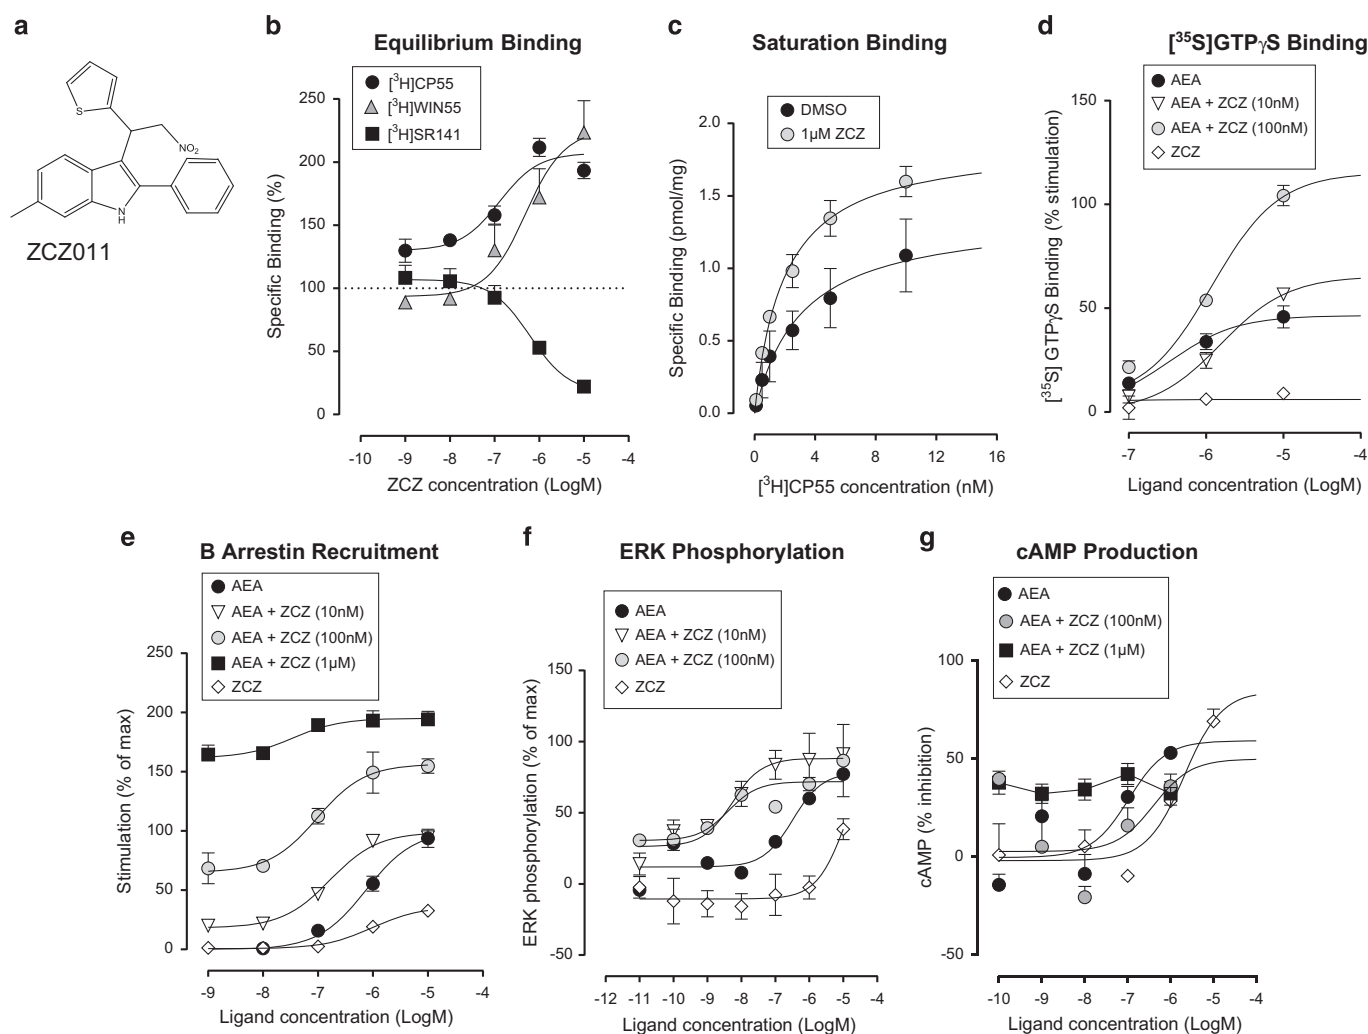 a
S
NO2
N
H
ZCZ011
b
Equilibrium Binding
[³H]CP55
[³H]WIN55
[³H]SR141
Specific Binding (%)
250
200
150
100
50
0
-10 -9 -8 -7 -6 -5 -4
ZCZ concentration (LogM)
c
Saturation Binding
DMSO
1µM ZCZ
Specific Binding (pmol/mg)
2.0
1.5
1.0
0.5
0.0
0 4 8 12 16
[³H]CP55 concentration (nM)
d
[³⁵S]GTPγS Binding
AEA
AEA + ZCZ (10nM)
AEA + ZCZ (100nM)
ZCZ
[³⁵S] GTPγS Binding (% stimulation)
150
100
50
0
-7 -6 -5 -4
Ligand concentration (LogM)
e
B Arrestin Recruitment
AEA
AEA + ZCZ (10nM)
AEA + ZCZ (100nM)
AEA + ZCZ (1µM)
ZCZ
Stimulation (% of max)
250
200
150
100
50
0
-9 -8 -7 -6 -5 -4
Ligand concentration (LogM)
f
ERK Phosphorylation
AEA
AEA + ZCZ (10nM)
AEA + ZCZ (100nM)
ZCZ
ERK phosphorylation (% of max)
150
100
50
0
-50
-12 -11 -10 -9 -8 -7 -6 -5 -4
Ligand concentration (LogM)
g
cAMP Production
AEA
AEA + ZCZ (100nM)
AEA + ZCZ (1µM)
ZCZ
cAMP (% inhibition)
100
50
0
-50
-10 -9 -8 -7 -6 -5 -4
Ligand concentration (LogM)